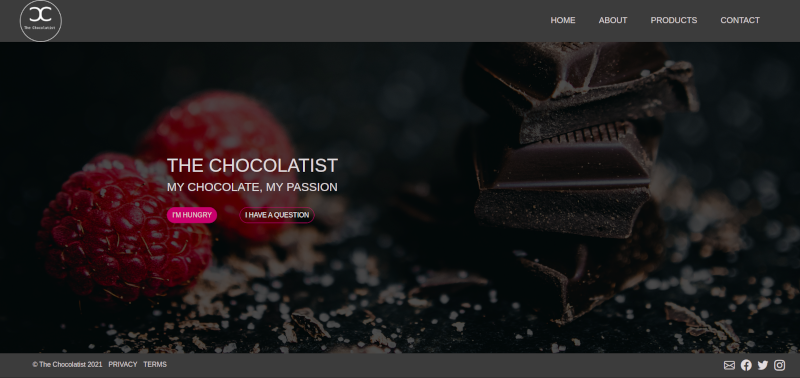 The Chocolatist
HOME ABOUT PRODUCTS CONTACT
THE CHOCOLATIST
MY CHOCOLATE, MY PASSION
I'M HUNGRY I HAVE A QUESTION
© The Chocolatist 2021 PRIVACY TERMS